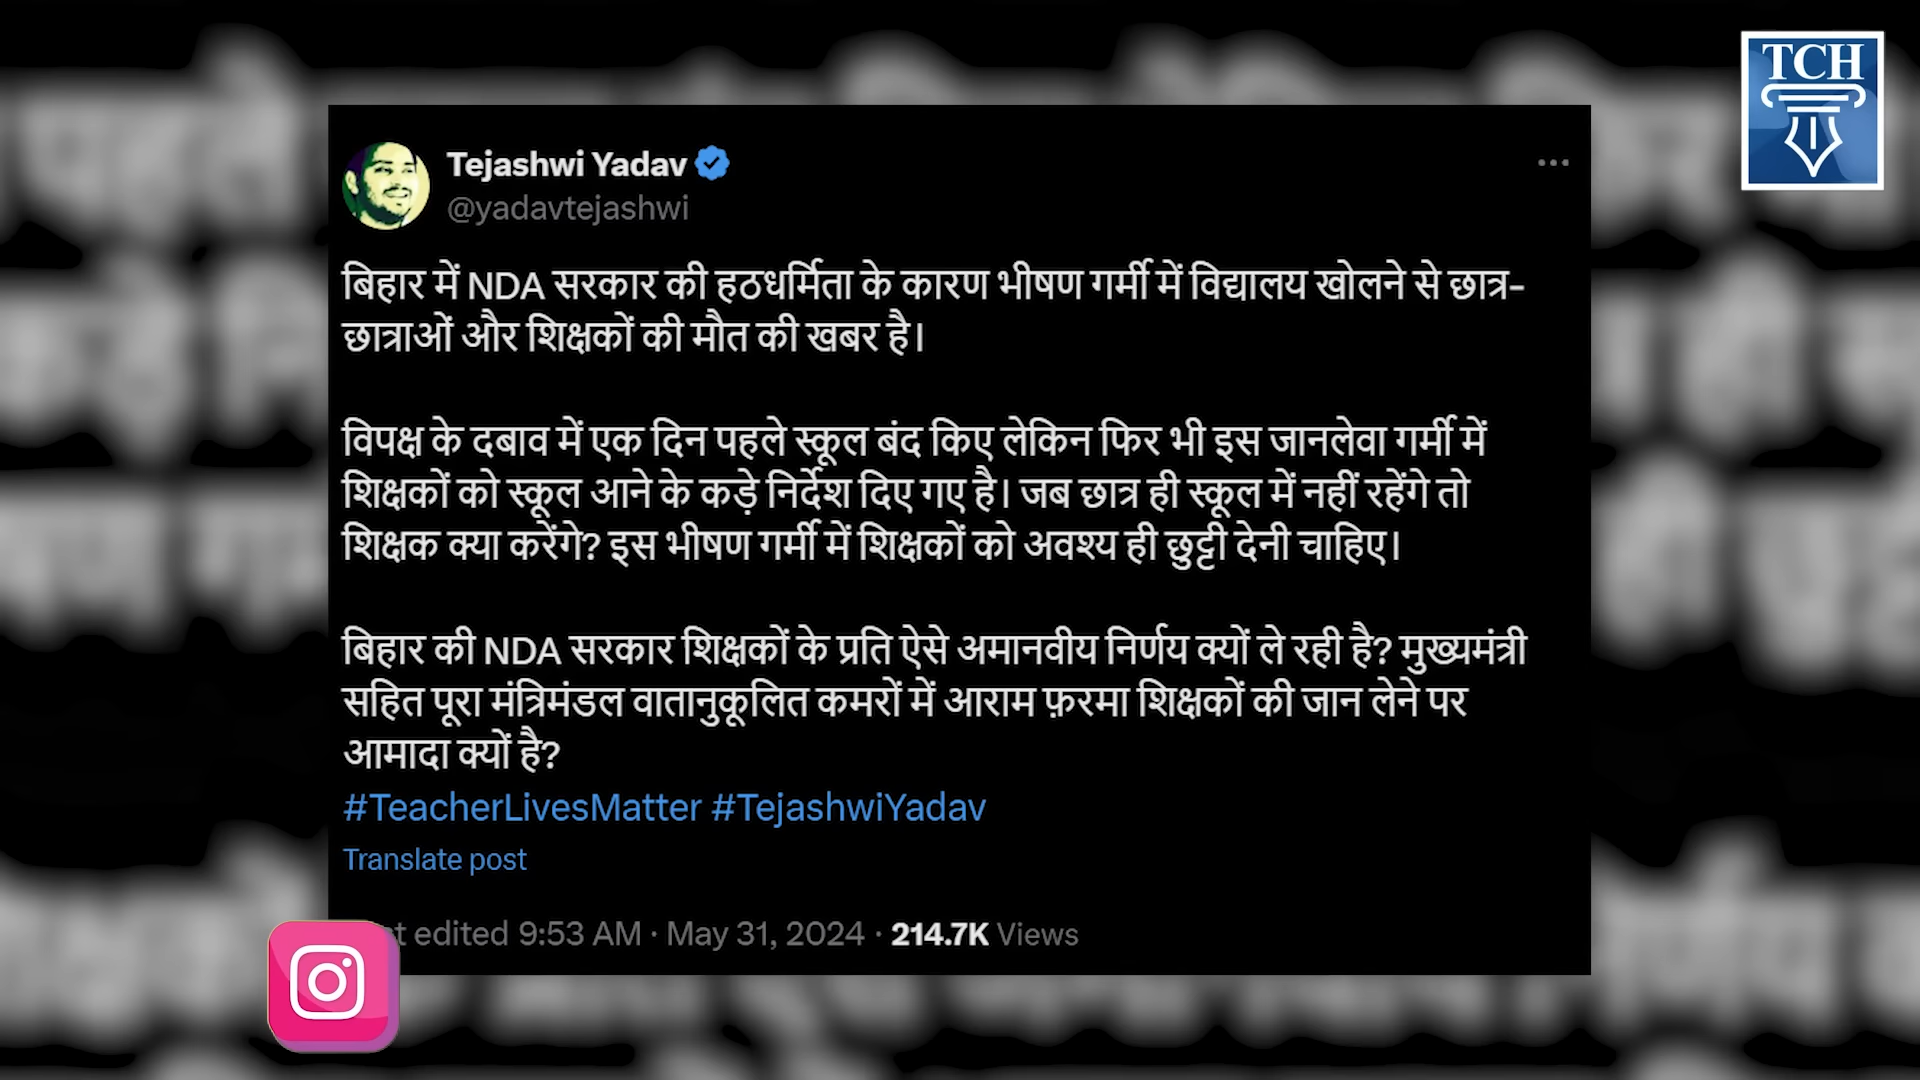 TCH
Tejashwi Yadav
@yadavtejashwi
बिहार में NDA सरकार की हठधर्मिता के कारण भीषण गर्मी में विद्यालय खोलने से छात्र-
छात्राओं और शिक्षकों की मौत की खबर है।
विपक्ष के दबाव में एक दिन पहले स्कूल बंद किए लेकिन फिर भी इस जानलेवा गर्मी में
शिक्षकों को स्कूल आने के कड़े निर्देश दिए गए है। जब छात्र ही स्कूल में नहीं रहेंगे तो
शिक्षक क्या करेंगे? इस भीषण गर्मी में शिक्षकों को अवश्य ही छुट्टी देनी चाहिए।
बिहार की NDA सरकार शिक्षकों के प्रति ऐसे अमानवीय निर्णय क्यों ले रही है? मुख्यमंत्री
सहित पूरा मंत्रिमंडल वातानुकूलित कमरों में आराम फ़रमा शिक्षकों की जान लेने पर
आमादा क्यों है?
#TeacherLivesMatter #TejashwiYadav
Translate post
edited 9:53 AM · May 31, 2024 · 214.7K Views